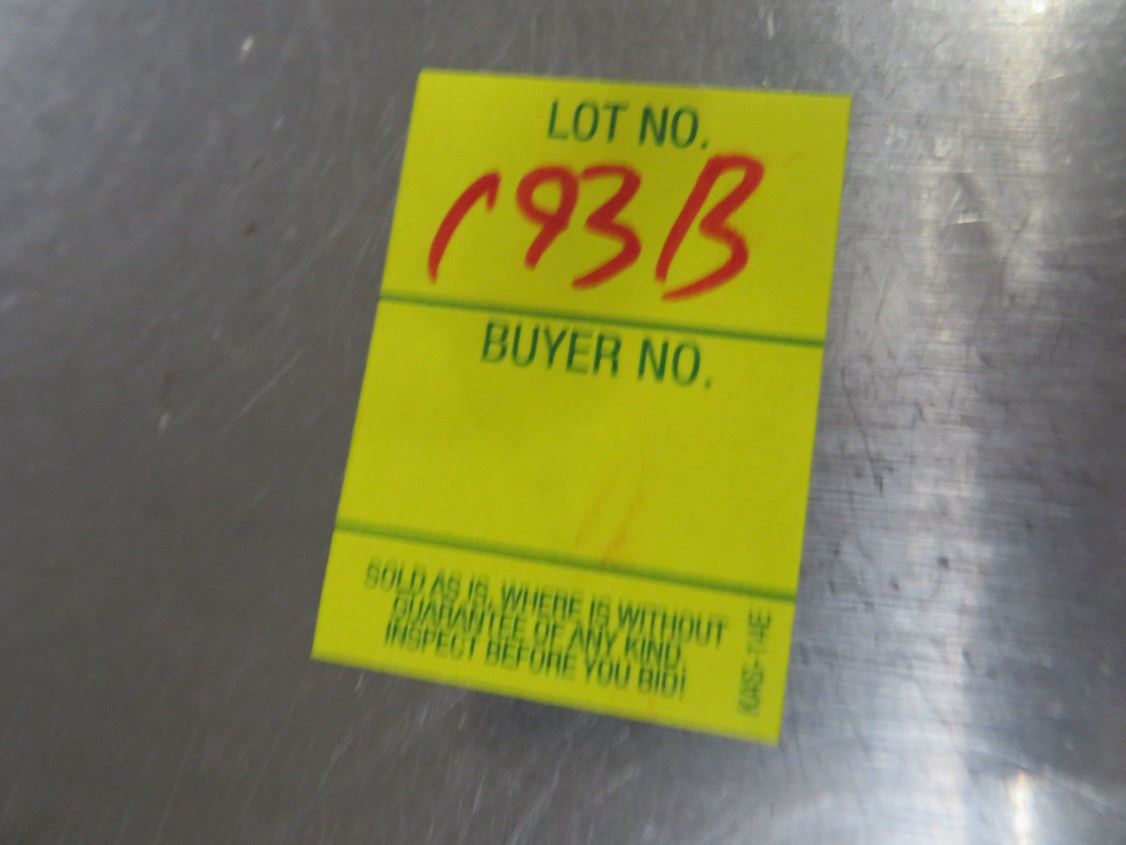 LOT NO.
193B
BUYER NO.
SOLD AS IS, WHERE IS WITHOUT
GUARANTEE OF ANY KIND.
INSPECT BEFORE YOU BID!